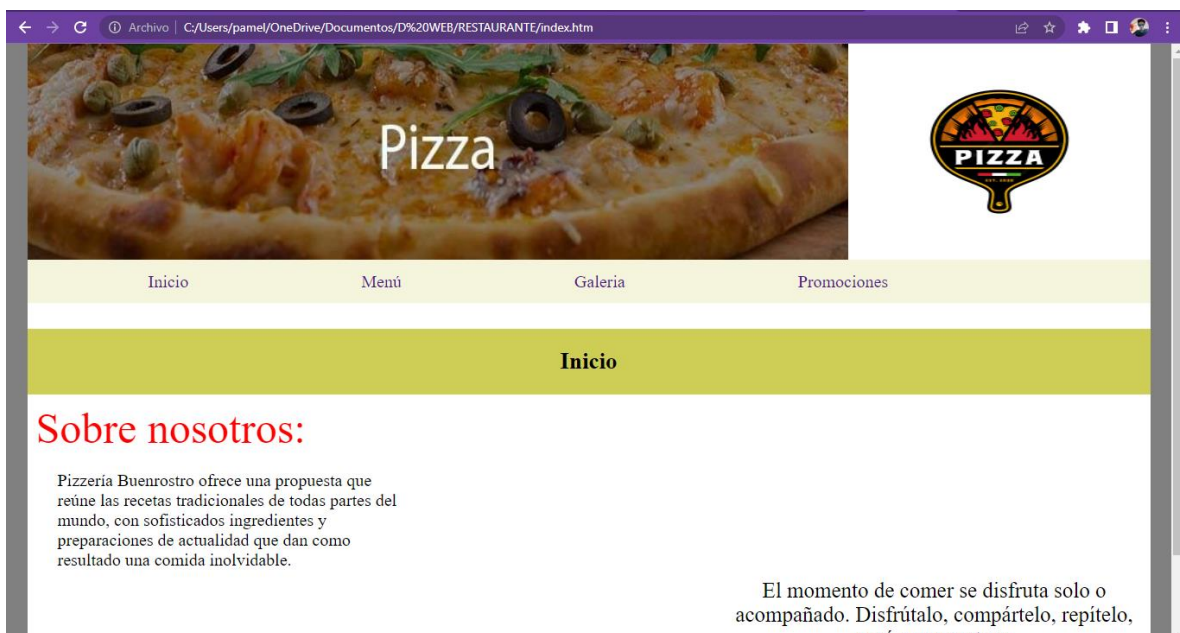 Archivo | C:/Users/pamel/OneDrive/Documentos/D%20WEB/RESTAURANTE/index.htm
Pizza
PIZZA
Inicio
Menú
Galeria
Promociones
Inicio
Sobre nosotros:
Pizzería Buenrostro ofrece una propuesta que
reúne las recetas tradicionales de todas partes del
mundo, con sofisticados ingredientes y
preparaciones de actualidad que dan como
resultado una comida inolvidable.
El momento de comer se disfruta solo o
acompañado. Disfrútalo, compártelo, repítelo,